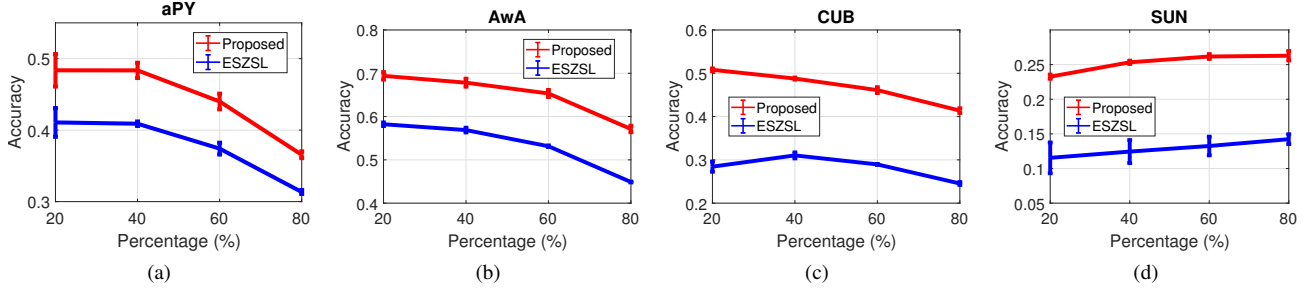 aPY
0.5
0.4
0.3
Accuracy
Proposed
ESZSL
20 40 60 80
Percentage (%)
(a)
AwA
0.8
0.7
0.6
0.5
0.4
Accuracy
Proposed
ESZSL
20 40 60 80
Percentage (%)
(b)
CUB
0.6
0.5
0.4
0.3
0.2
Accuracy
Proposed
ESZSL
20 40 60 80
Percentage (%)
(c)
SUN
0.25
0.2
0.15
0.1
0.05
Accuracy
Proposed
ESZSL
20 40 60 80
Percentage (%)
(d)